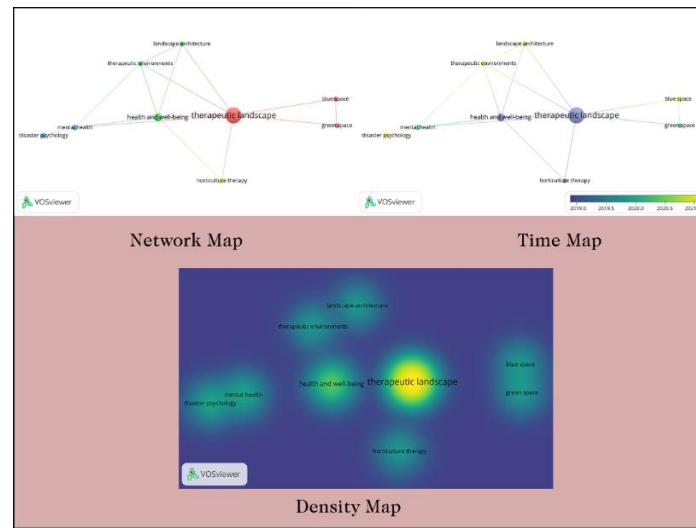 landscape architecture
therapeutic environments
blue space
therapeutic landscape
health and well-being
green space
mental health
disaster psychology
horticulture therapy
VOSviewer
landscape architecture
therapeutic environments
blue space
therapeutic landscape
health and well-being
green space
mental health
disaster psychology
horticulture therapy
VOSviewer
2019.0 2019.5 2020.0 2020.5
Network Map
Time Map
landscape architecture
therapeutic environments
blue space
therapeutic landscape
health and well-being
green space
mental health
disaster psychology
horticulture therapy
VOSviewer
Density Map